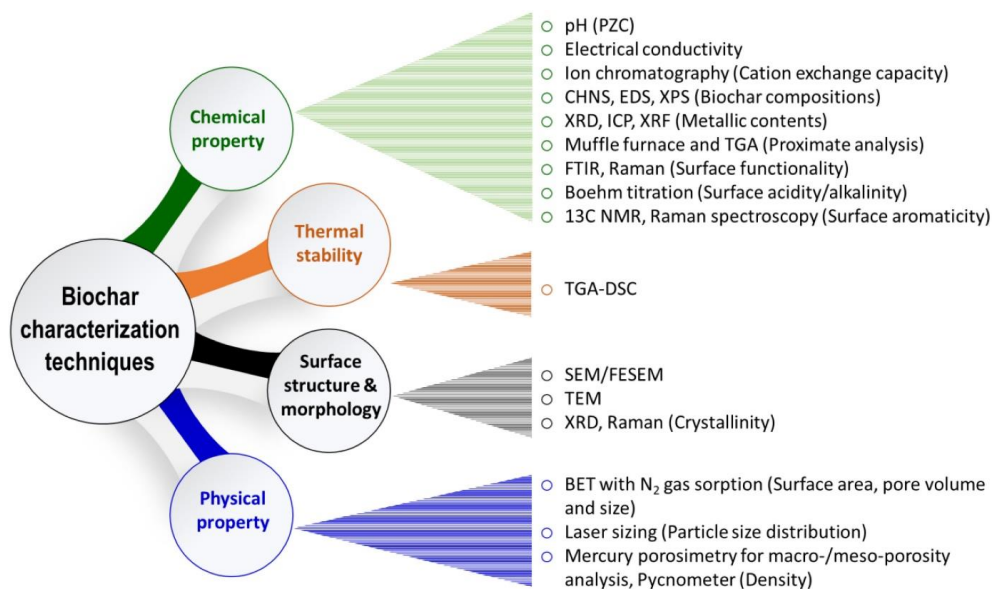 Biochar
characterization
techniques
Chemical
property
pH (PZC)
Electrical conductivity
Ion chromatography (Cation exchange capacity)
CHNS, EDS, XPS (Biochar compositions)
XRD, ICP, XRF (Metallic contents)
Muffle furnace and TGA (Proximate analysis)
FTIR, Raman (Surface functionality)
Boehm titration (Surface acidity/alkalinity)
13C NMR, Raman spectroscopy (Surface aromaticity)
Thermal
stability
TGA-DSC
Surface
structure &
morphology
SEM/FESEM
TEM
XRD, Raman (Crystallinity)
Physical
property
BET with N₂ gas sorption (Surface area, pore volume
and size)
Laser sizing (Particle size distribution)
Mercury porosimetry for macro-/meso-porosity
analysis, Pycnometer (Density)